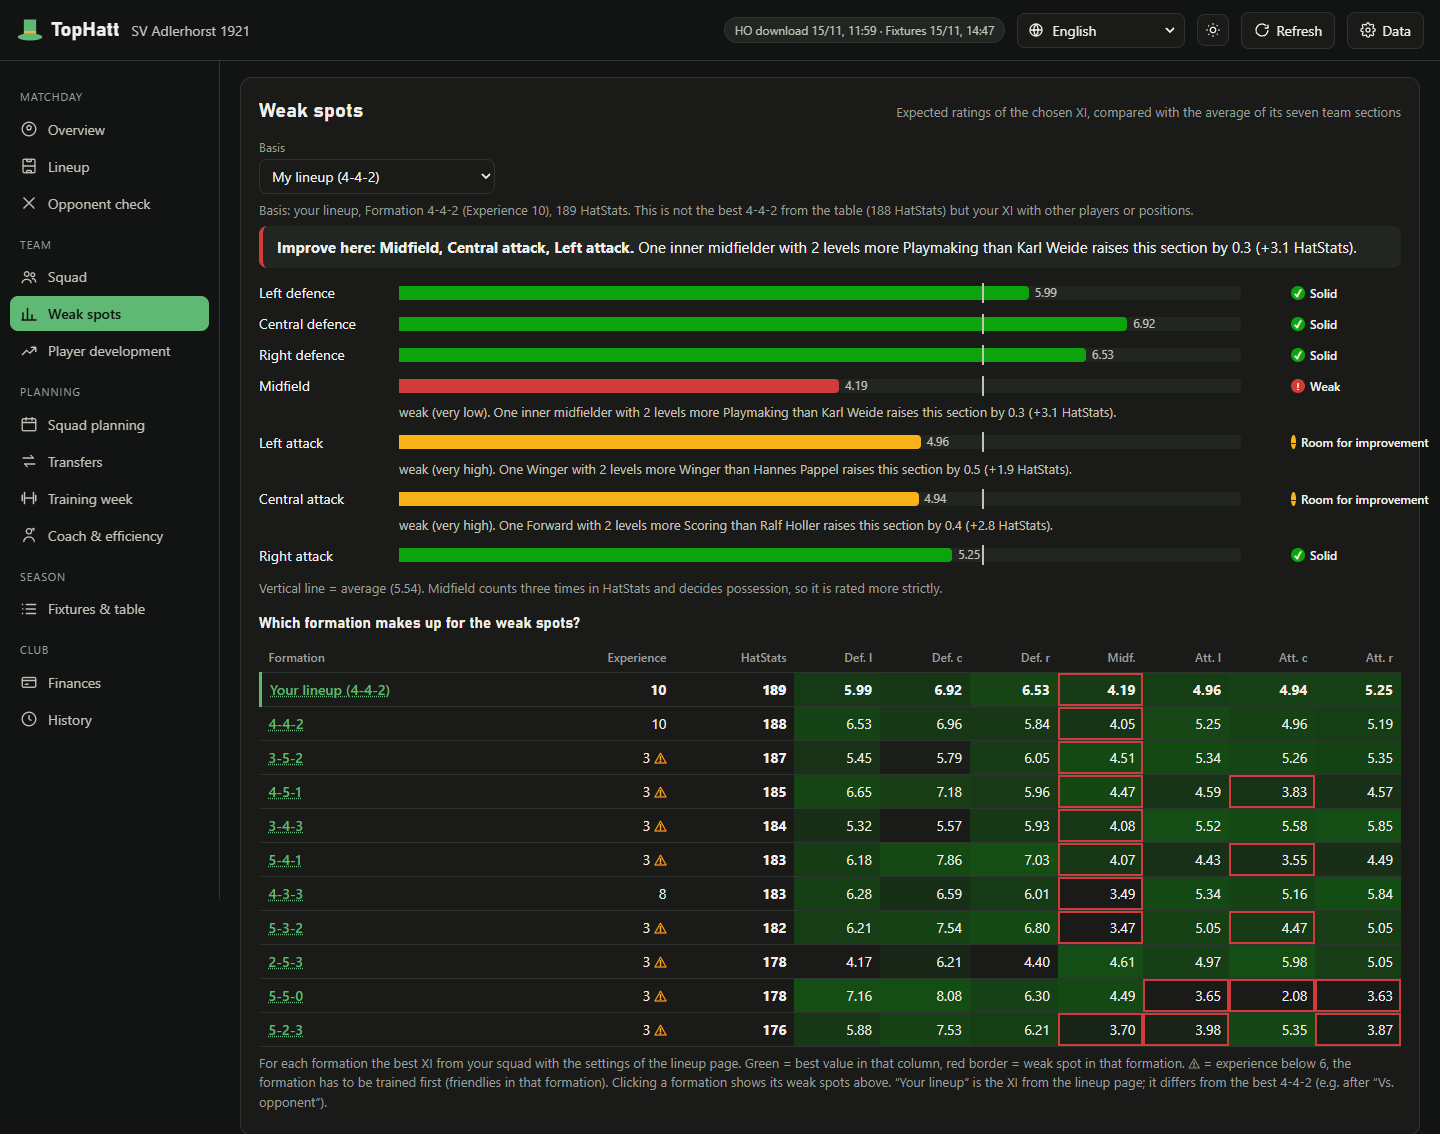 TopHatt SV Adlerhorst 1921
HO download 15/11, 11:59 · Fixtures 15/11, 14:47
English
Refresh
Data
MATCHDAY
Overview
Lineup
Opponent check
TEAM
Squad
Weak spots
Player development
PLANNING
Squad planning
Transfers
Training week
Coach & efficiency
SEASON
Fixtures & table
CLUB
Finances
History
Weak spots
Expected ratings of the chosen XI, compared with the average of its seven team sections
Basis
My lineup (4-4-2)
Basis: your lineup, Formation 4-4-2 (Experience 10), 189 HatStats. This is not the best 4-4-2 from the table (188 HatStats) but your XI with other players or positions.
Improve here: Midfield, Central attack, Left attack. One inner midfielder with 2 levels more Playmaking than Karl Weide raises this section by 0.3 (+3.1 HatStats).
Left defence 5.99 Solid
Central defence 6.92 Solid
Right defence 6.53 Solid
Midfield 4.19 Weak
weak (very low). One inner midfielder with 2 levels more Playmaking than Karl Weide raises this section by 0.3 (+3.1 HatStats).
Left attack 4.96 Room for improvement
weak (very high). One Winger with 2 levels more Winger than Hannes Pappel raises this section by 0.5 (+1.9 HatStats).
Central attack 4.94 Room for improvement
weak (very high). One Forward with 2 levels more Scoring than Ralf Holler raises this section by 0.4 (+2.8 HatStats).
Right attack 5.25 Solid
Vertical line = average (5.54). Midfield counts three times in HatStats and decides possession, so it is rated more strictly.
Which formation makes up for the weak spots?
Formation Experience HatStats Def. l Def. c Def. r Midf. Att. l Att. c Att. r
Your lineup (4-4-2) 10 189 5.99 6.92 6.53 4.19 4.96 4.94 5.25
4-4-2 10 188 6.53 6.96 5.84 4.05 5.25 4.96 5.19
3-5-2 3 ⚠ 187 5.45 5.79 6.05 4.51 5.34 5.26 5.35
4-5-1 3 ⚠ 185 6.65 7.18 5.96 4.47 4.59 3.83 4.57
3-4-3 3 ⚠ 184 5.32 5.57 5.93 4.08 5.52 5.58 5.85
5-4-1 3 ⚠ 183 6.18 7.86 7.03 4.07 4.43 3.55 4.49
4-3-3 8 183 6.28 6.59 6.01 3.49 5.34 5.16 5.84
5-3-2 3 ⚠ 182 6.21 7.54 6.80 3.47 5.05 4.47 5.05
2-5-3 3 ⚠ 178 4.17 6.21 4.40 4.61 4.97 5.98 5.05
5-5-0 3 ⚠ 178 7.16 8.08 6.30 4.49 3.65 2.08 3.63
5-2-3 3 ⚠ 176 5.88 7.53 6.21 3.70 3.98 5.35 3.87
For each formation the best XI from your squad with the settings of the lineup page. Green = best value in that column, red border = weak spot in that formation. ⚠ = experience below 6, the
formation has to be trained first (friendlies in that formation). Clicking a formation shows its weak spots above. “Your lineup” is the XI from the lineup page; it differs from the best 4-4-2 (e.g. after “Vs.
opponent”).